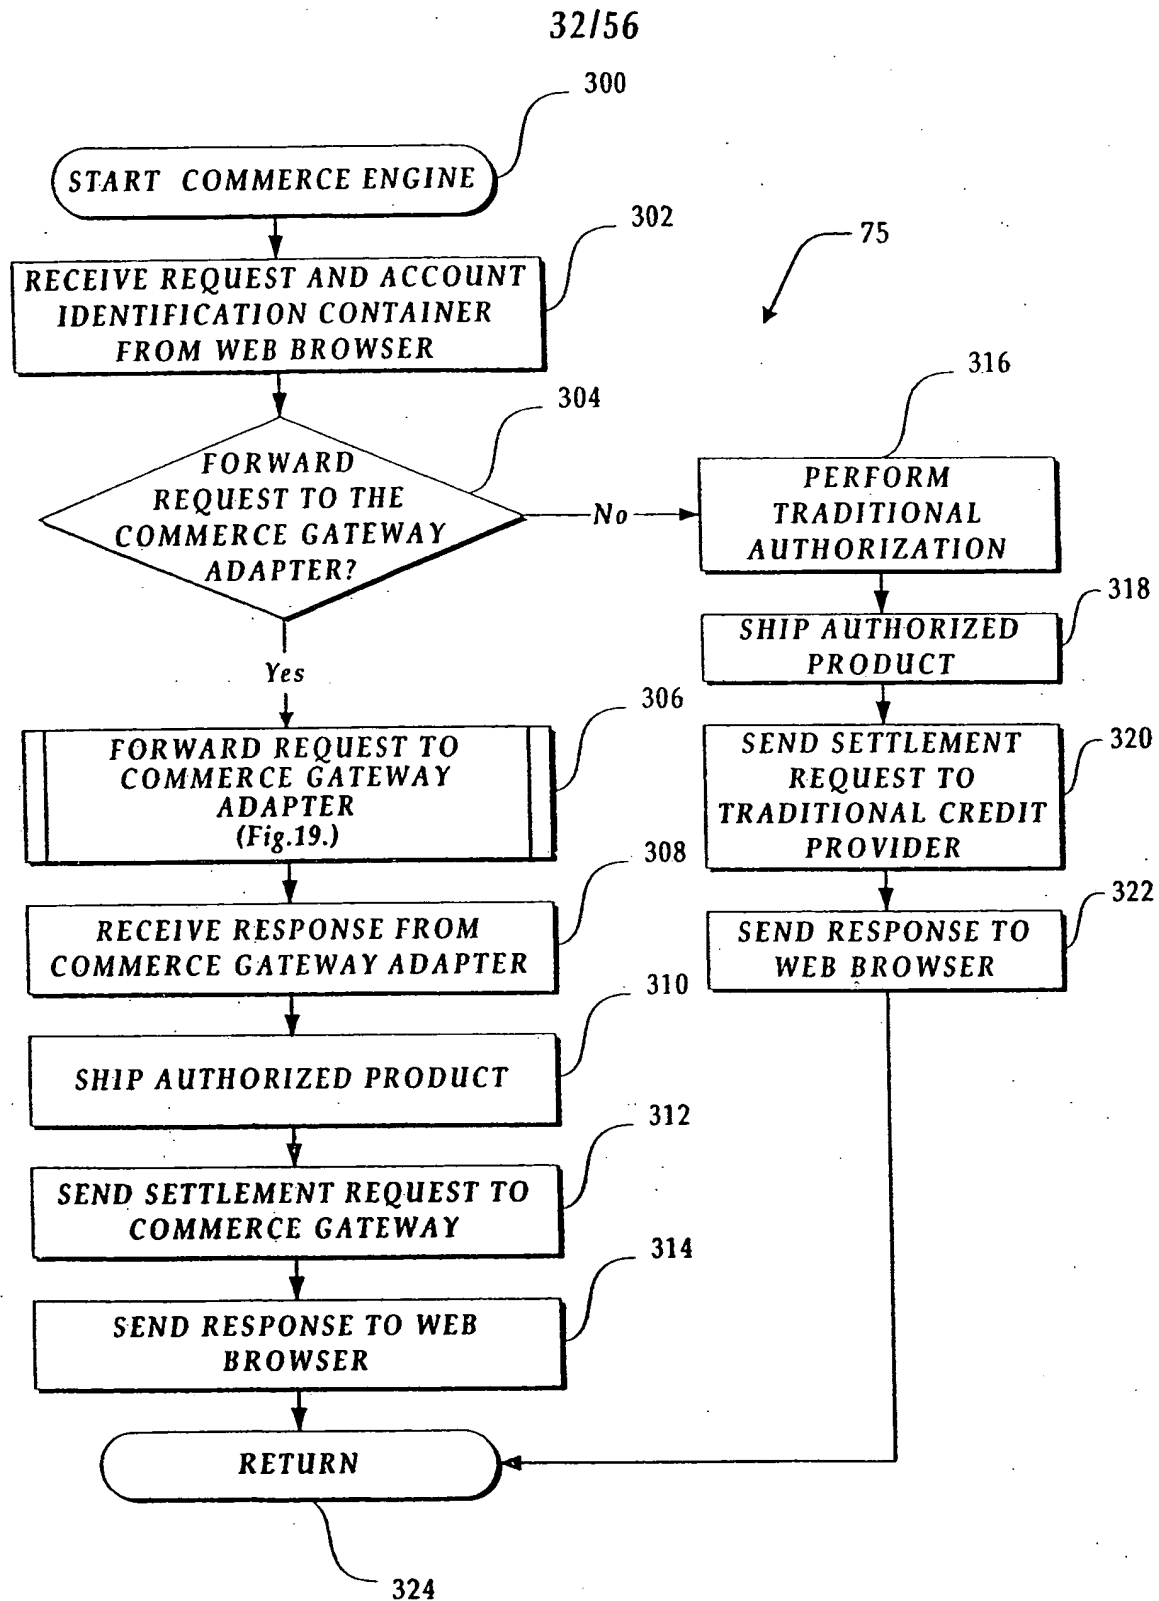 32/56
300
START COMMERCE ENGINE
302
RECEIVE REQUEST AND ACCOUNT
IDENTIFICATION CONTAINER
FROM WEB BROWSER
75
304
FORWARD
REQUEST TO THE
COMMERCE GATEWAY
ADAPTER?
No
316
PERFORM
TRADITIONAL
AUTHORIZATION
318
SHIP AUTHORIZED
PRODUCT
320
SEND SETTLEMENT
REQUEST TO
TRADITIONAL CREDIT
PROVIDER
322
SEND RESPONSE TO
WEB BROWSER
Yes
306
FORWARD REQUEST TO
COMMERCE GATEWAY
ADAPTER
(Fig.19.)
308
RECEIVE RESPONSE FROM
COMMERCE GATEWAY ADAPTER
310
SHIP AUTHORIZED PRODUCT
312
SEND SETTLEMENT REQUEST TO
COMMERCE GATEWAY
314
SEND RESPONSE TO WEB
BROWSER
RETURN
324